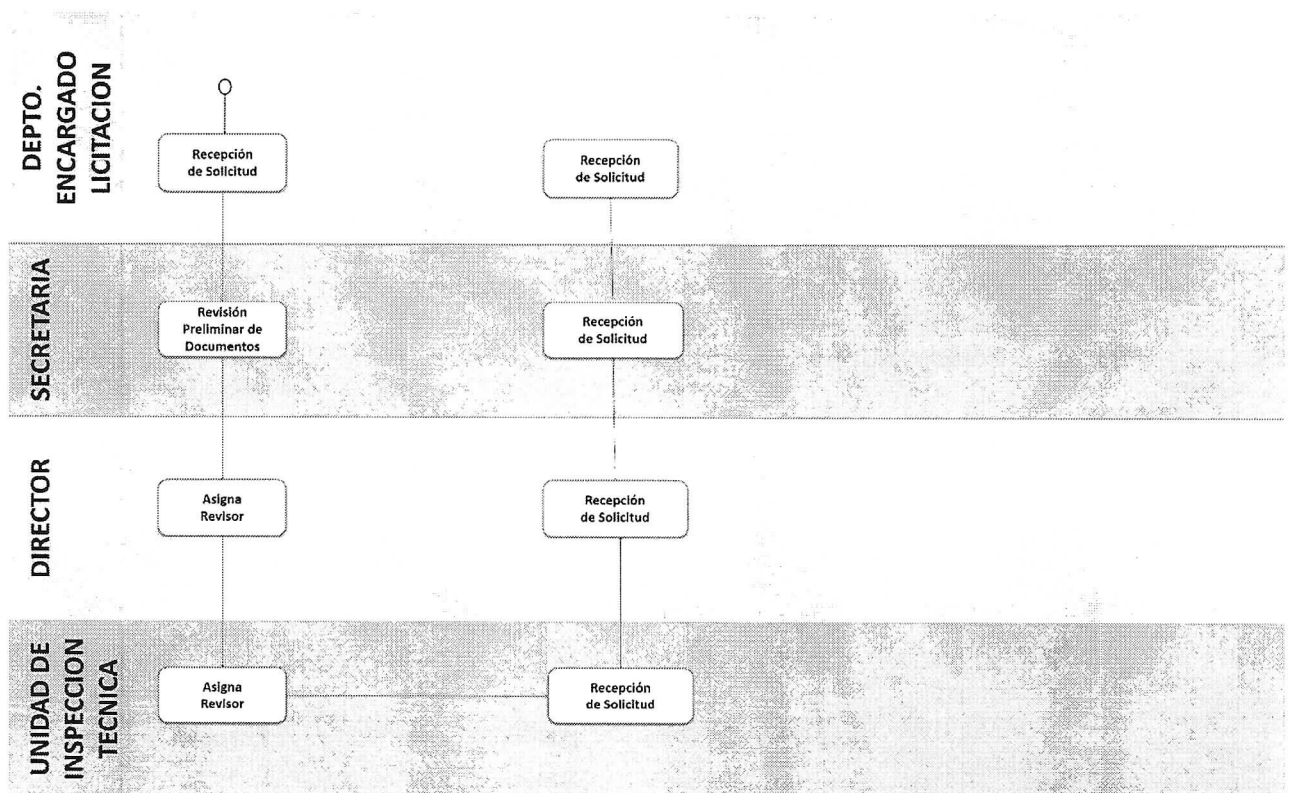 DEPTO.
ENCARGADO
LICITACION
Recepción
de Solicitud
Recepción
de Solicitud
SECRETARIA
Revisión
Preliminar de
Documentos
Recepción
de Solicitud
DIRECTOR
Asigna
Revisor
Recepción
de Solicitud
UNIDAD DE
INSPECCION
TECNICA
Asigna
Revisor
Recepción
de Solicitud